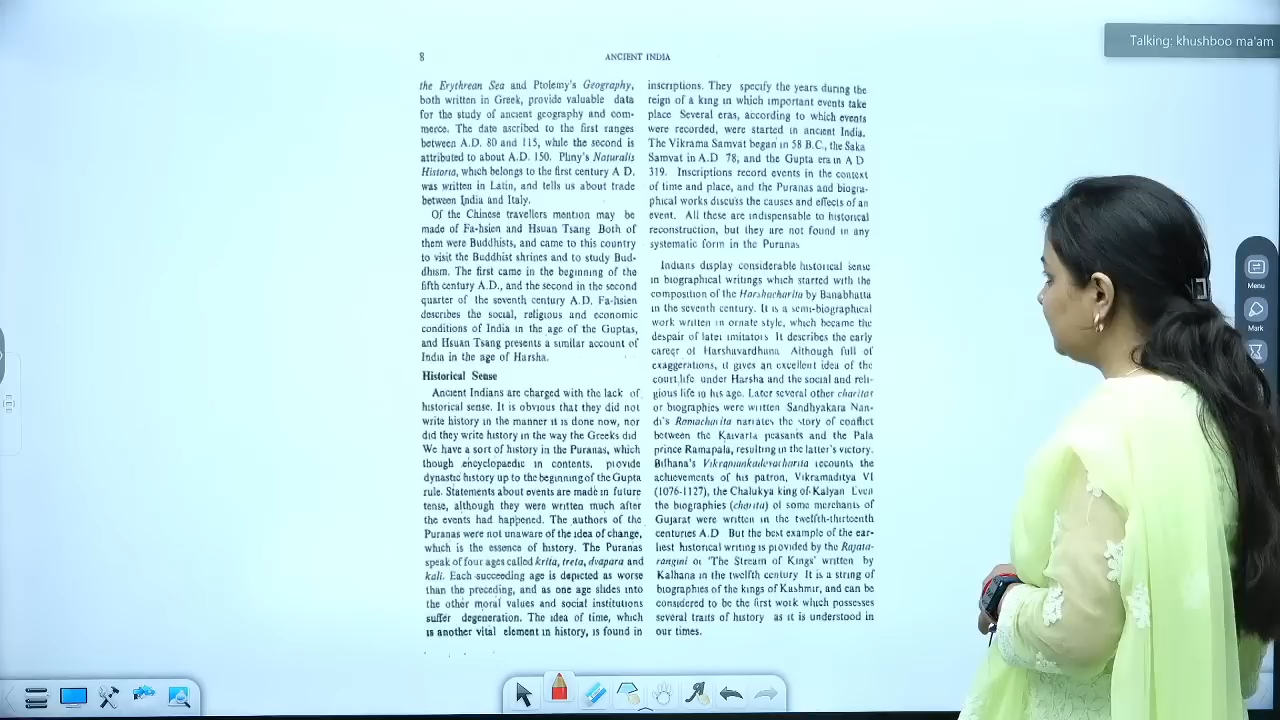 Talking: khushboo ma'am
8
ANCIENT INDIA
the Erythrean Sea and Ptolemy's Geography,
both written in Greek, provide valuable data
for the study of ancient geography and com-
merce. The date ascribed to the first ranges
between A.D. 80 and 115, while the second is
attributed to about A.D. 150. Pliny's Naturalis
Historia, which belongs to the first century A D.
was written in Latin, and tells us about trade
between India and Italy.
Of the Chinese travellers mention may be
made of Fa-hsien and Hsuan Tsang Both of
them were Buddhists, and came to this country
to visit the Buddhist shrines and to study Bud-
dhism. The first came in the beginning of the
fifth century A.D., and the second in the second
quarter of the seventh century A.D. Fa-hsien
describes the social, religious and economic
conditions of India in the age of the Guptas,
and Hsuan Tsang presents a similar account of
India in the age of Harsha.
Historical Sense
Ancient Indians are charged with the lack of
historical sense. It is obvious that they did not
write history in the manner it is done now, nor
did they write history in the way the Greeks did
We have a sort of history in the Puranas, which
though encyclopaedic in contents, provide
dynastic history up to the beginning of the Gupta
rule. Statements about events are made in future
tense, although they were written much after
the events had happened. The authors of the
Puranas were not unaware of the idea of change,
which is the essence of history. The Puranas
speak of four ages called krita, treta, dvapara and
kali. Each succeeding age is depicted as worse
than the preceding, and as one age slides into
the other moral values and social institutions
suffer degeneration. The idea of time, which
is another vital element in history, is found in
inscriptions. They specify the years during the
reign of a king in which important events take
place Several eras, according to which events
were recorded, were started in ancient India.
The Vikrama Samvat began in 58 B.C., the Saka
Samvat in A.D 78, and the Gupta era in A D
319. Inscriptions record events in the context
of time and place, and the Puranas and biogra-
phical works discuss the causes and effects of an
event. All these are indispensable to historical
reconstruction, but they are not found in any
systematic form in the Puranas
Indians display considerable historical sense
in biographical writings which started with the
composition of the Harshacharita by Banabhatta
in the seventh century. It is a semi-biographical
work written in ornate style, which became the
despair of later imitators It describes the early
career of Harshavardhana Although full of
exaggerations, it gives an excellent idea of the
court life under Harsha and the social and reli-
gious life in his age. Later several other charitas
or biographies were written Sandhyakara Nan-
di's Ramacharita narrates the story of conflict
between the Kaivarta peasants and the Pala
prince Ramapala, resulting in the latter's victory.
Bilhana's Vikramankadevacharita recounts the
achievements of his patron, Vikramaditya VI
(1076-1127), the Chalukya king of Kalyan Even
the biographies (charita) of some merchants of
Gujarat were written in the twelfth-thirteenth
centuries A.D But the best example of the ear-
liest historical writing is provided by the Rajata-
rangini or 'The Stream of Kings' written by
Kalhana in the twelfth century It is a string of
biographies of the kings of Kashmir, and can be
considered to be the first work which possesses
several traits of history as it is understood in
our times.
Menu
Mark